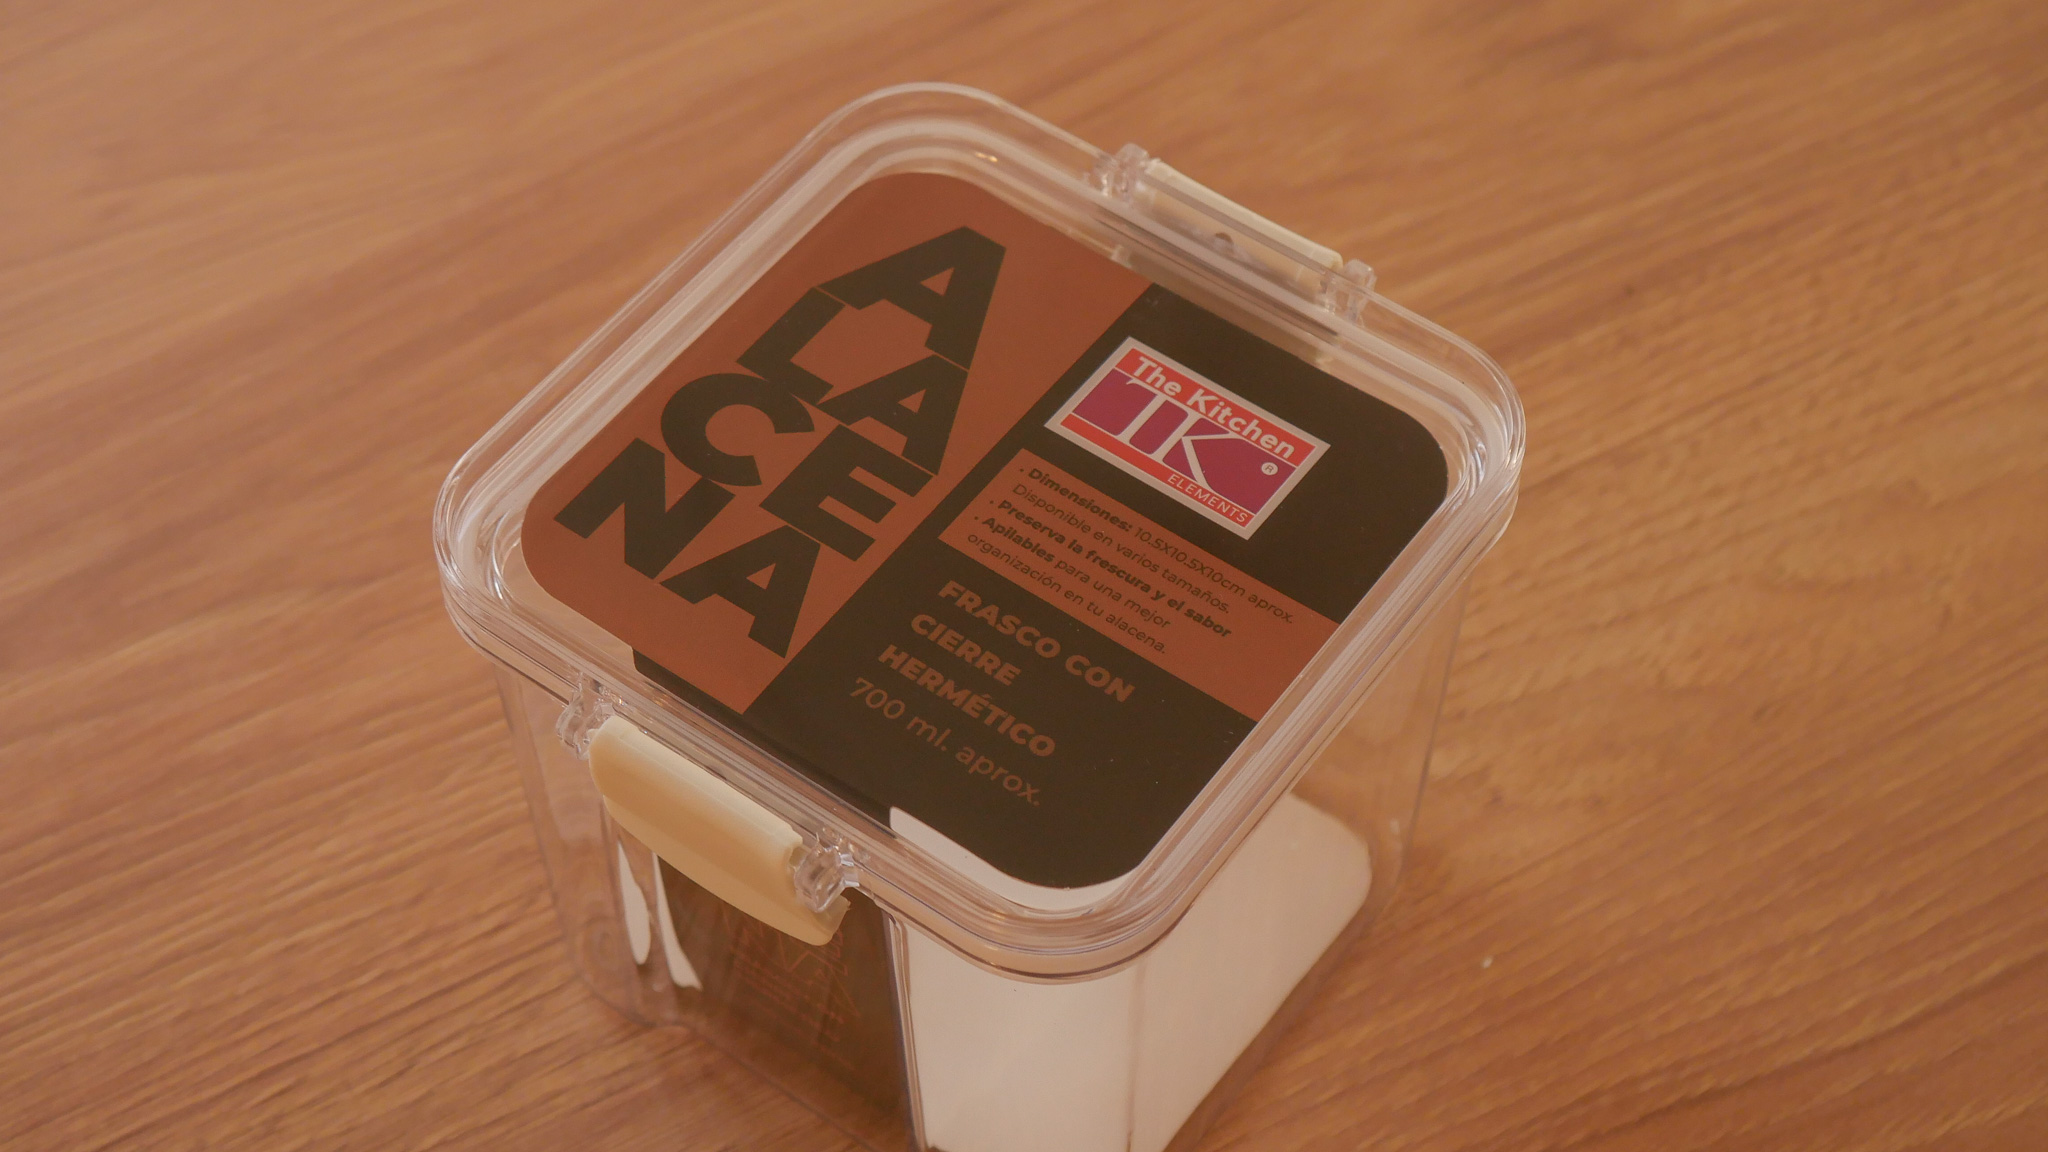 A
LA
CE
NA
The Kitchen
TK
®
ELEMENTS
· Dimensiones: 10.5X10.5X10cm aprox.
Disponible en varios tamaños.
· Preserva la frescura y el sabor
· Apilables para una mejor
organización en tu alacena.
FRASCO CON
CIERRE
HERMÉTICO
700 ml. aprox.